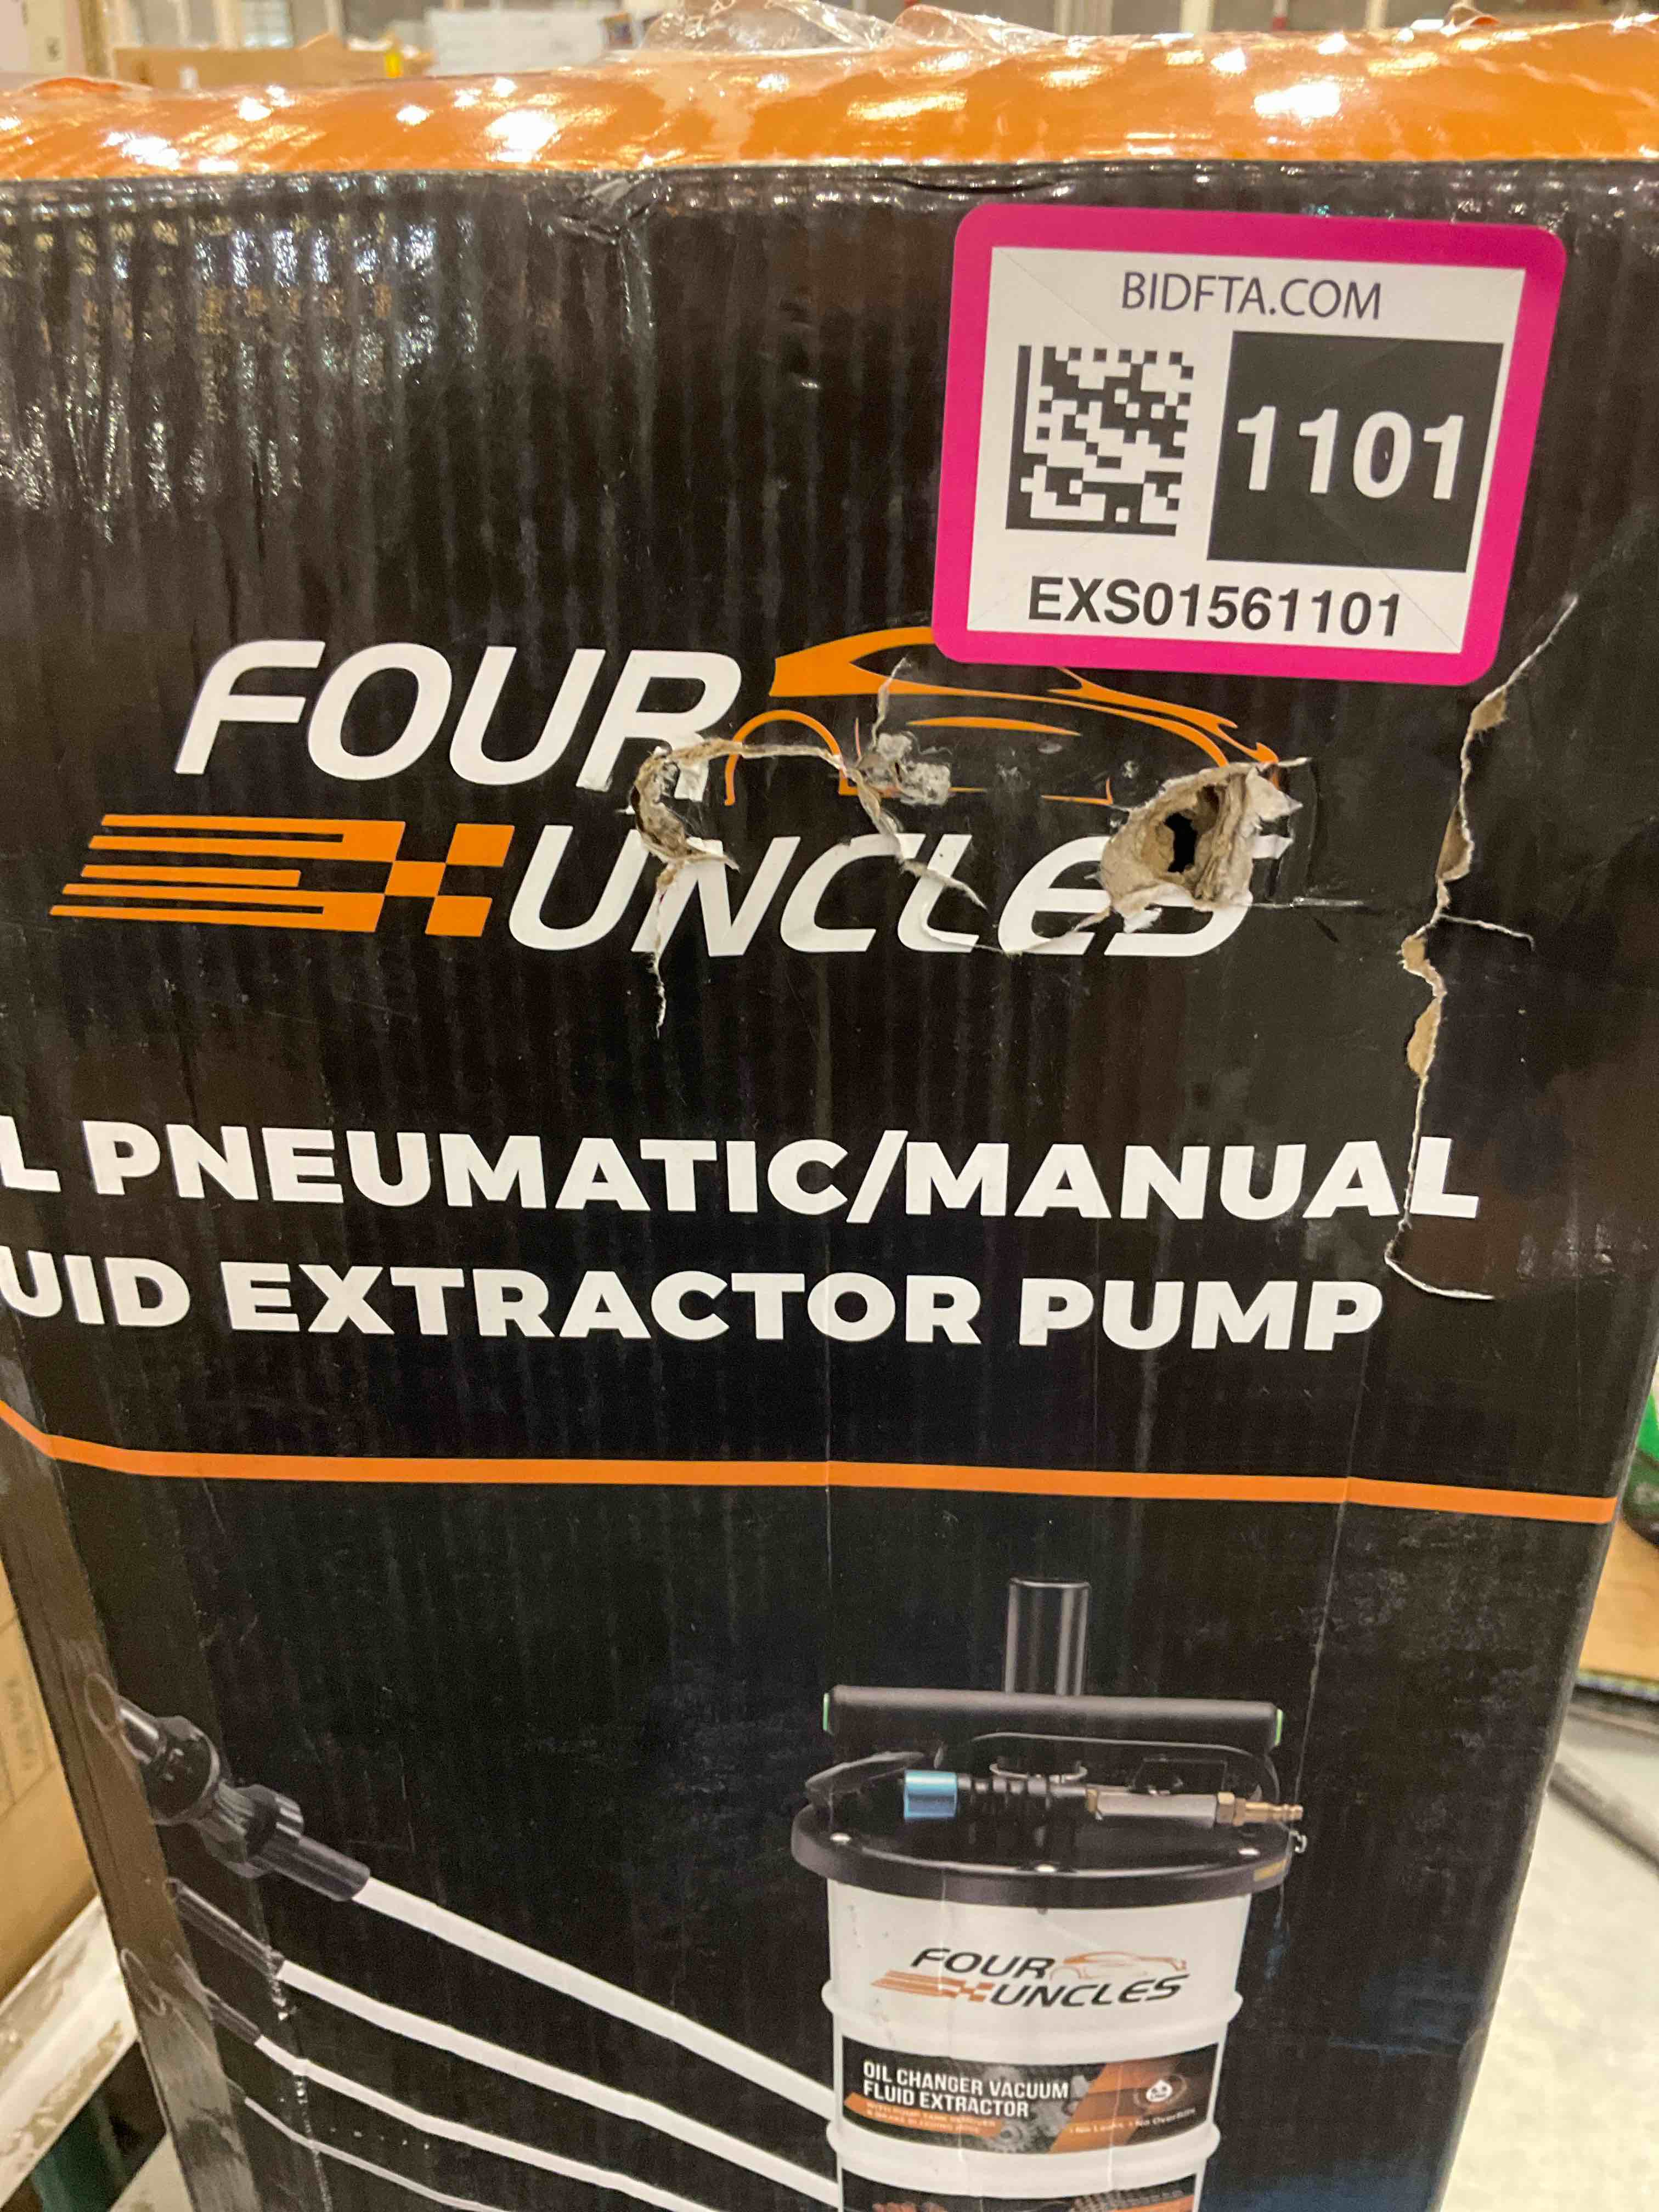 BIDFTA.COM
1101
EXS01561101
FOUR
UNCLES
L PNEUMATIC/MANUAL
UID EXTRACTOR PUMP
FOUR
UNCLES
OIL CHANGER VACUUM
FLUID EXTRACTOR